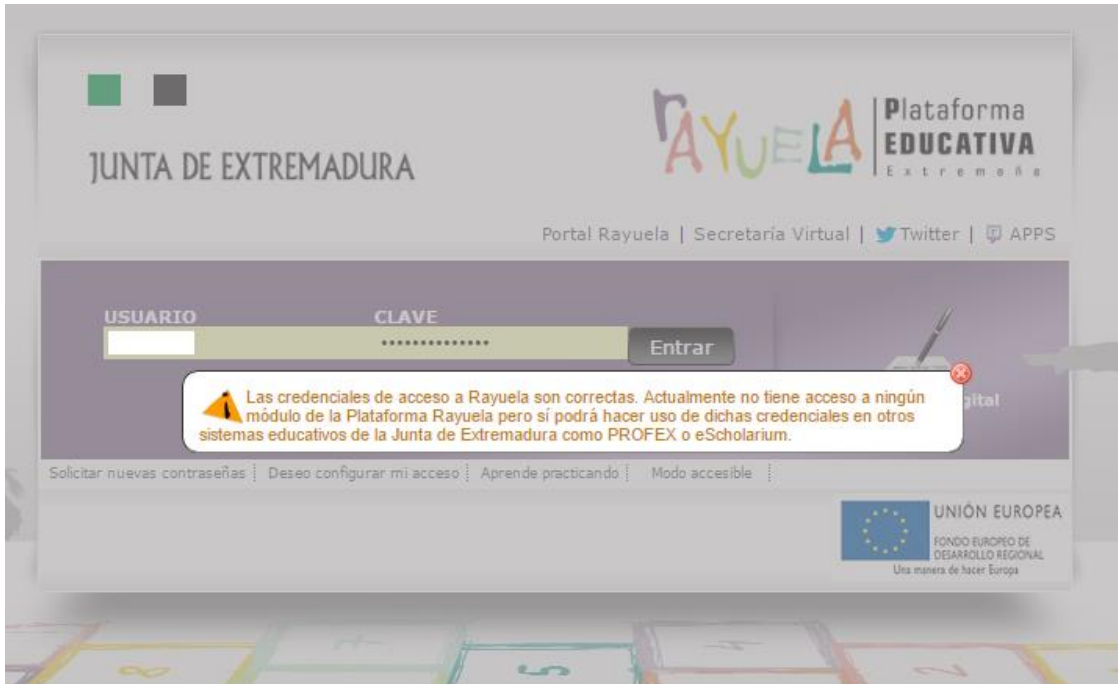 JUNTA DE EXTREMADURA
RAYUELA
Plataforma
EDUCATIVA
Extremeña
Portal Rayuela | Secretaría Virtual | Twitter | APPS
USUARIO CLAVE
••••••••••••••
Entrar
Las credenciales de acceso a Rayuela son correctas. Actualmente no tiene acceso a ningún
módulo de la Plataforma Rayuela pero sí podrá hacer uso de dichas credenciales en otros
sistemas educativos de la Junta de Extremadura como PROFEX o eScholarium.
Solicitar nuevas contraseñas Deseo configurar mi acceso Aprende practicando Modo accesible
UNIÓN EUROPEA
FONDO EUROPEO DE
DESARROLLO REGIONAL
Una manera de hacer Europa
8
5
2